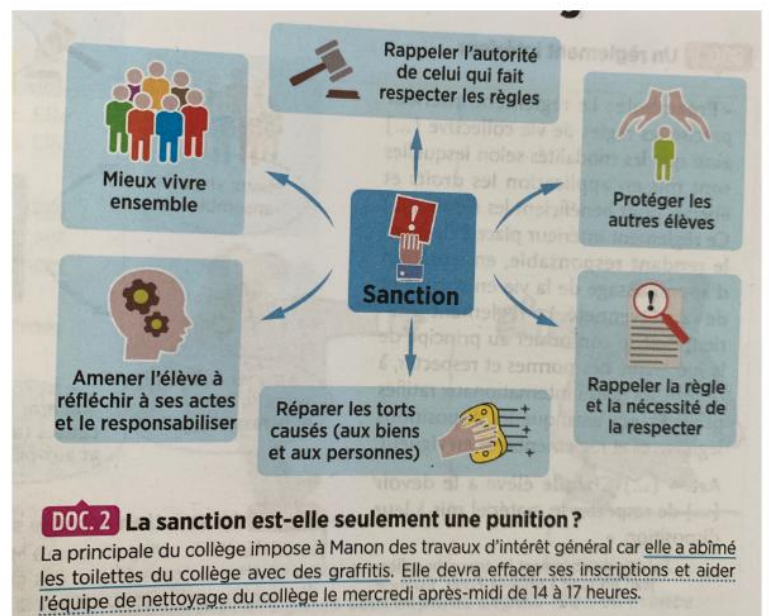 Rappeler l'autorité
de celui qui fait
respecter les règles
Mieux vivre
ensemble
Protéger les
autres élèves
Sanction
Amener l'élève à
réfléchir à ses actes
et le responsabiliser
Réparer les torts
causés (aux biens
et aux personnes)
Rappeler la règle
et la nécessité de
la respecter
DOC. 2 La sanction est-elle seulement une punition ?
La principale du collège impose à Manon des travaux d'intérêt général car elle a abîmé
les toilettes du collège avec des graffitis. Elle devra effacer ses inscriptions et aider
l'équipe de nettoyage du collège le mercredi après-midi de 14 à 17 heures.